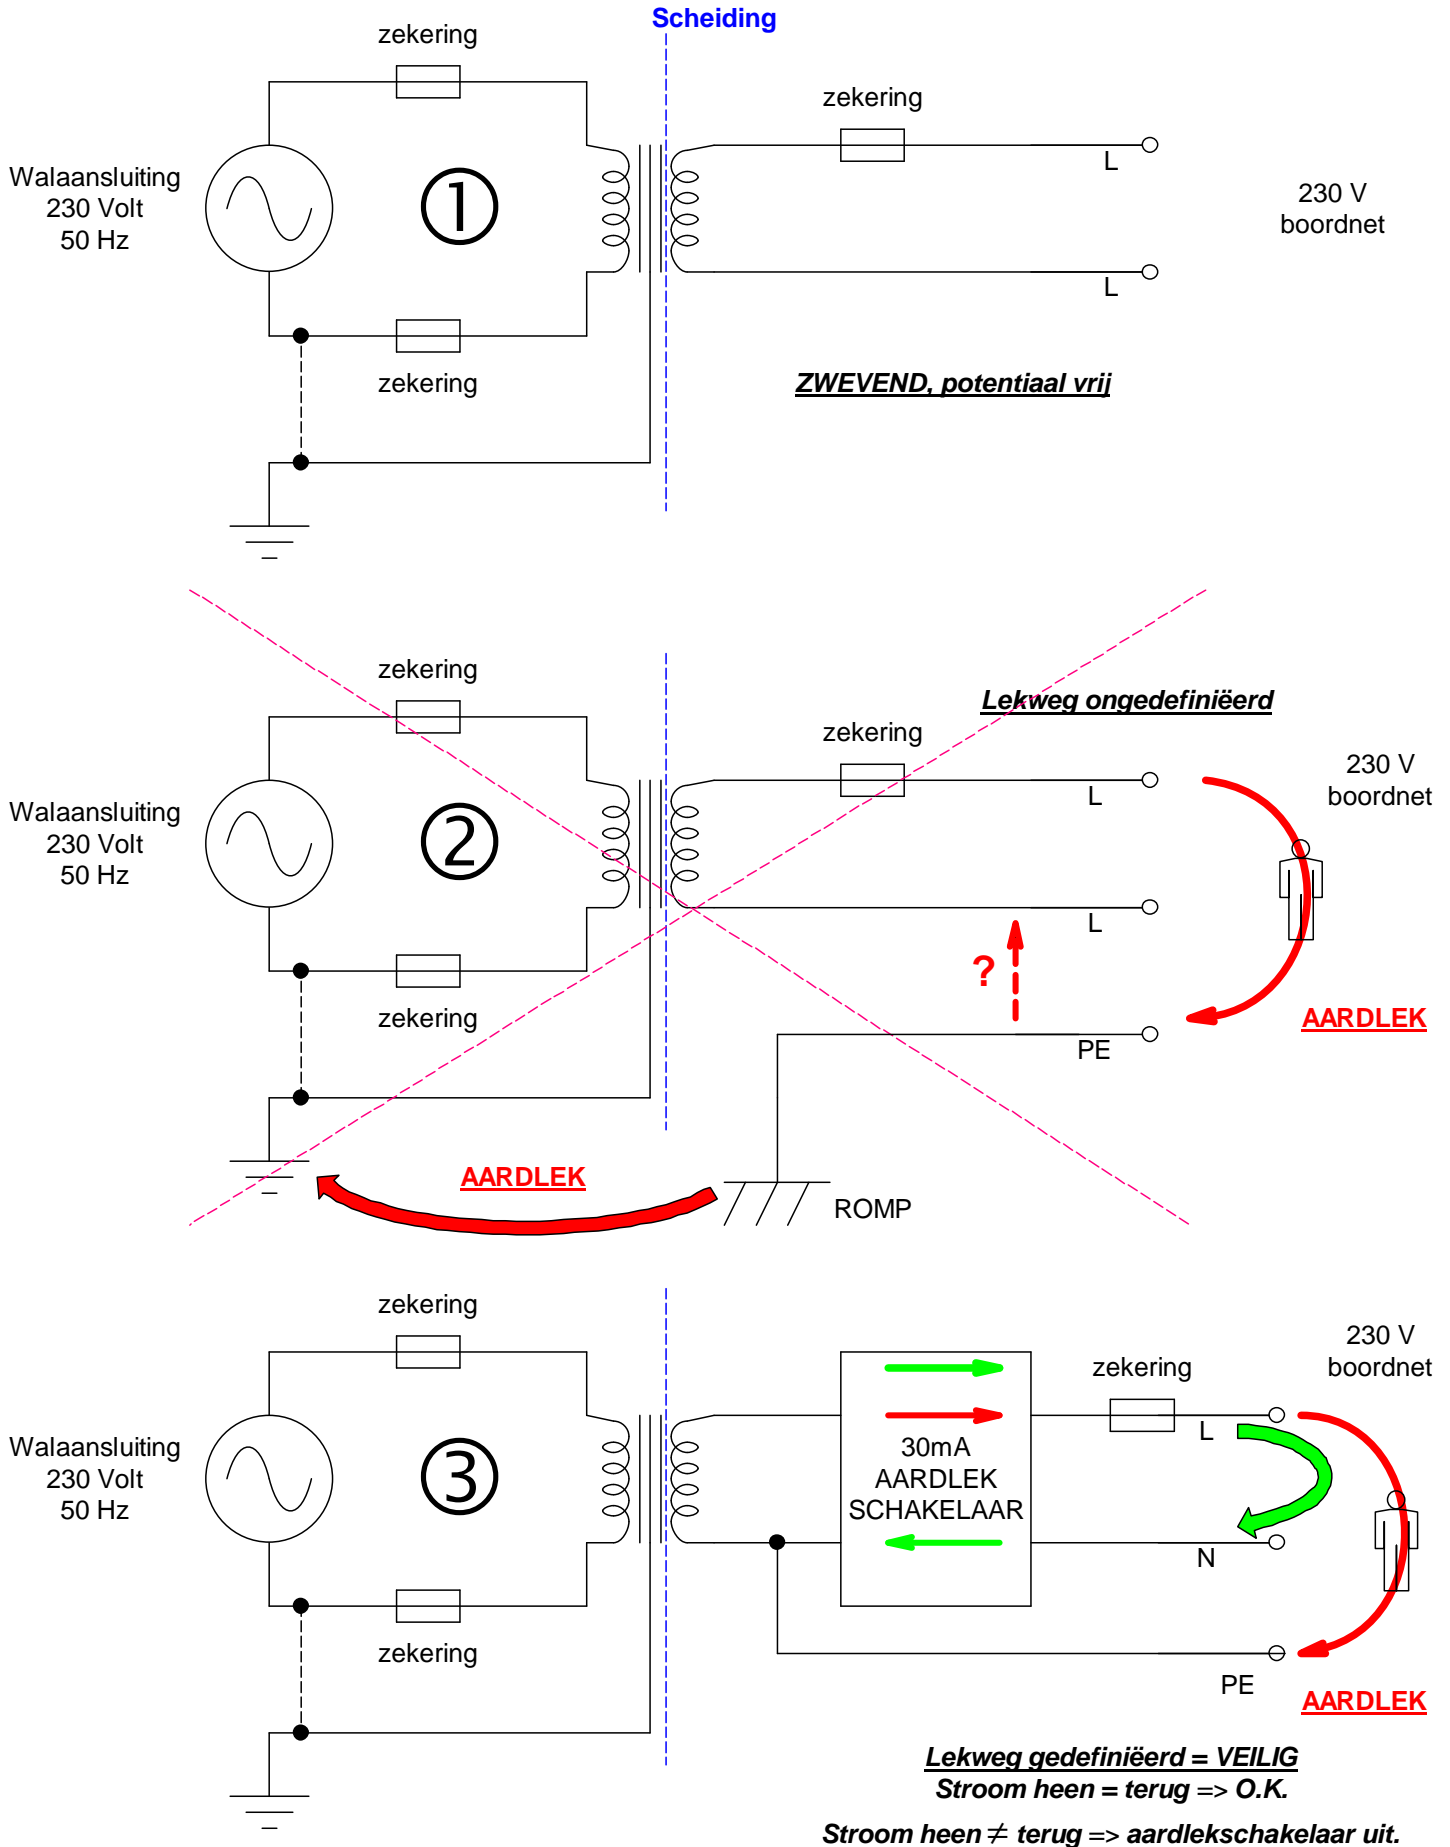 Scheiding
zekering
zekering
Walaansluiting
230 Volt
50 Hz
1
L
230 V
boordnet
L
zekering
ZWEVEND, potentiaal vrij
zekering
Lekweg ongedefiniëerd
zekering
230 V
boordnet
Walaansluiting
230 Volt
50 Hz
2
L
L
?
zekering
AARDLEK
PE
AARDLEK
ROMP
zekering
230 V
boordnet
zekering
Walaansluiting
230 Volt
50 Hz
3
30mA
AARDLEK
SCHAKELAAR
L
N
zekering
PE
AARDLEK
Lekweg gedefiniëerd = VEILIG
Stroom heen = terug => O.K.
Stroom heen ≠ terug => aardlekschakelaar uit.